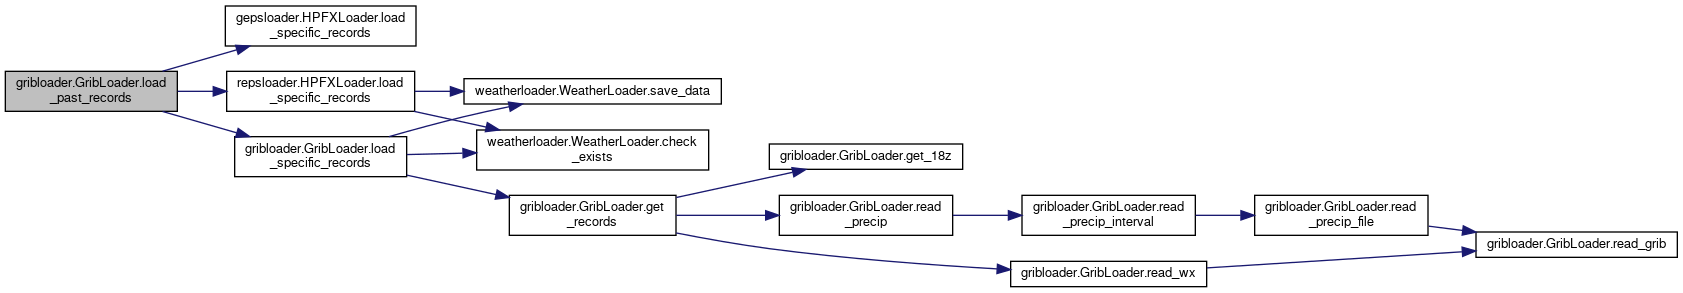 gribloader.GribLoader.load
_past_records
gepsloader.HPFXLoader.load
_specific_records
repsloader.HPFXLoader.load
_specific_records
gribloader.GribLoader.load
_specific_records
weatherloader.WeatherLoader.save_data
weatherloader.WeatherLoader.check
_exists
gribloader.GribLoader.get
_records
gribloader.GribLoader.get_18z
gribloader.GribLoader.read
_precip
gribloader.GribLoader.read
_precip_interval
gribloader.GribLoader.read
_precip_file
gribloader.GribLoader.read_wx
gribloader.GribLoader.read_grib